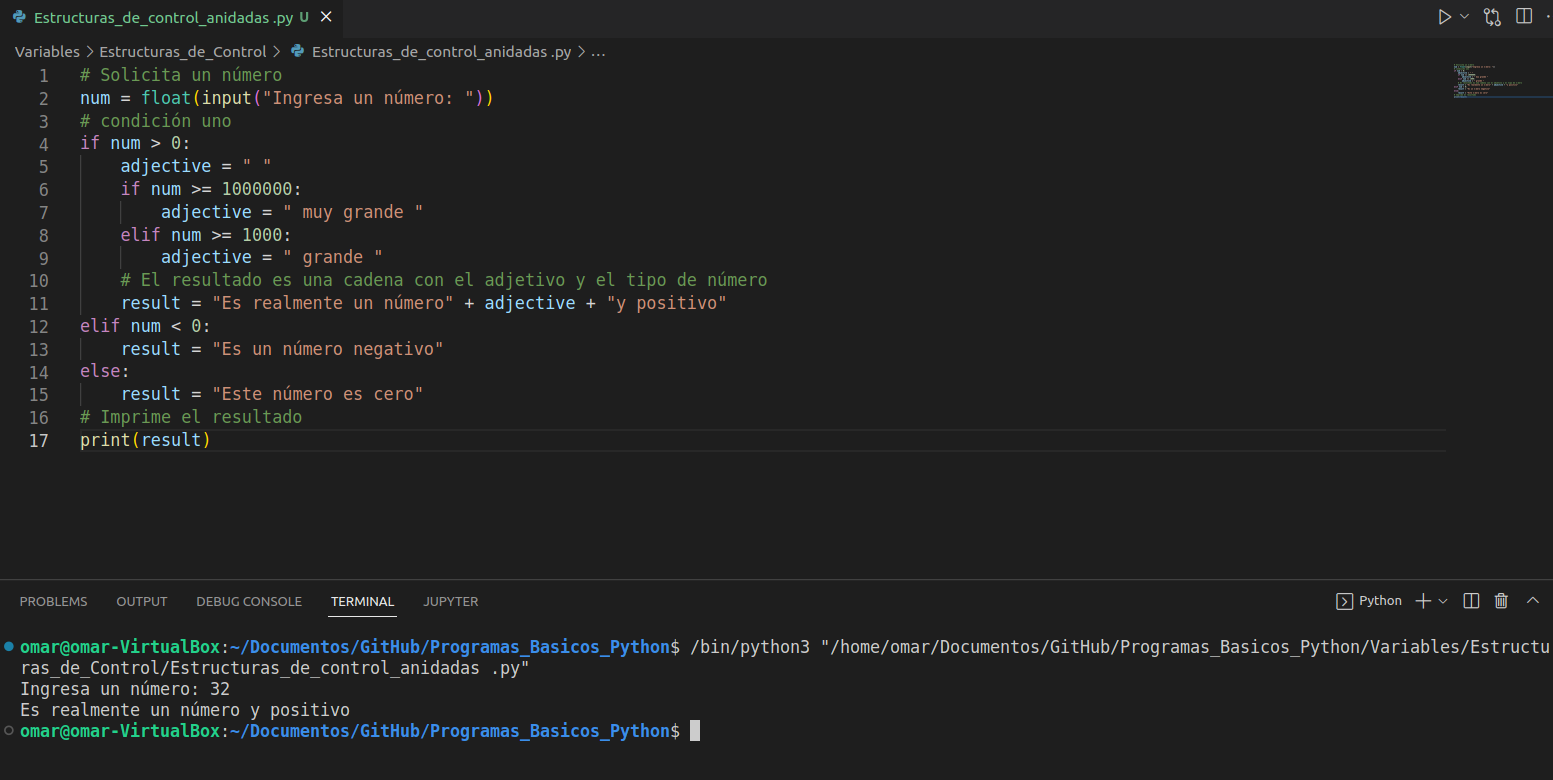 Estructuras_de_control_anidadas .py U
Variables > Estructuras_de_Control > Estructuras_de_control_anidadas .py > ...
1 # Solicita un número
2 num = float(input("Ingresa un número: "))
3 # condición uno
4 if num > 0:
5     adjective = " "
6     if num >= 1000000:
7         adjective = " muy grande "
8     elif num >= 1000:
9         adjective = " grande "
10     # El resultado es una cadena con el adjetivo y el tipo de número
11     result = "Es realmente un número" + adjective + "y positivo"
12 elif num < 0:
13     result = "Es un número negativo"
14 else:
15     result = "Este número es cero"
16 # Imprime el resultado
17 print(result)
PROBLEMS OUTPUT DEBUG CONSOLE TERMINAL JUPYTER Python
omar@omar-VirtualBox:~/Documentos/GitHub/Programas_Basicos_Python$ /bin/python3 "/home/omar/Documentos/GitHub/Programas_Basicos_Python/Variables/Estructu
ras_de_Control/Estructuras_de_control_anidadas .py"
Ingresa un número: 32
Es realmente un número y positivo
omar@omar-VirtualBox:~/Documentos/GitHub/Programas_Basicos_Python$